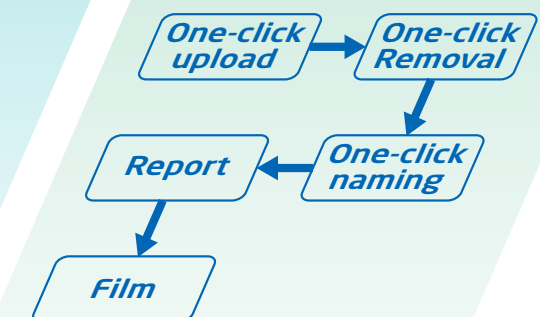 One-click
upload
One-click
Removal
One-click
naming
Report
Film